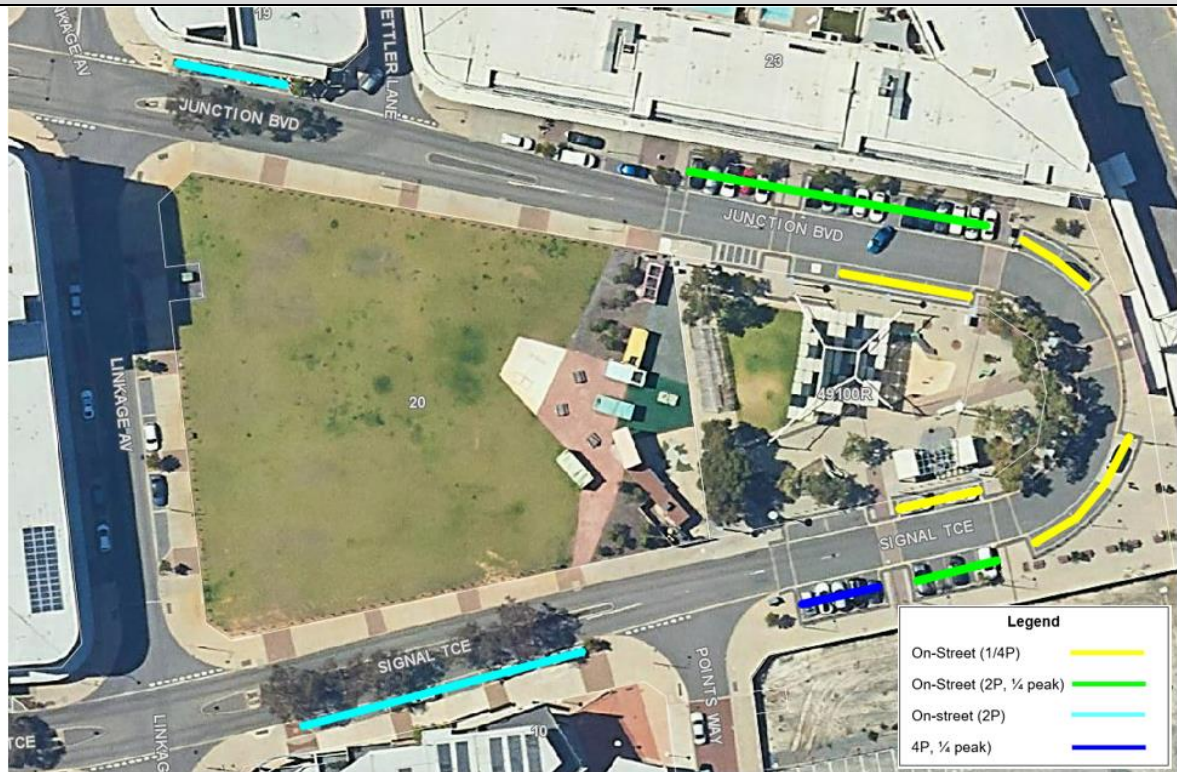 19
LINKAGE AV
ETTLER LANE
23
JUNCTION BVD
JUNCTION BVD
LINKAGE AV
20
49100R
SIGNAL TCE
SIGNAL TCE
POINTS WAY
10
TCE
LINKAG
Legend
On-Street (1/4P)
On-Street (2P, ¼ peak)
On-street (2P)
4P, ¼ peak)